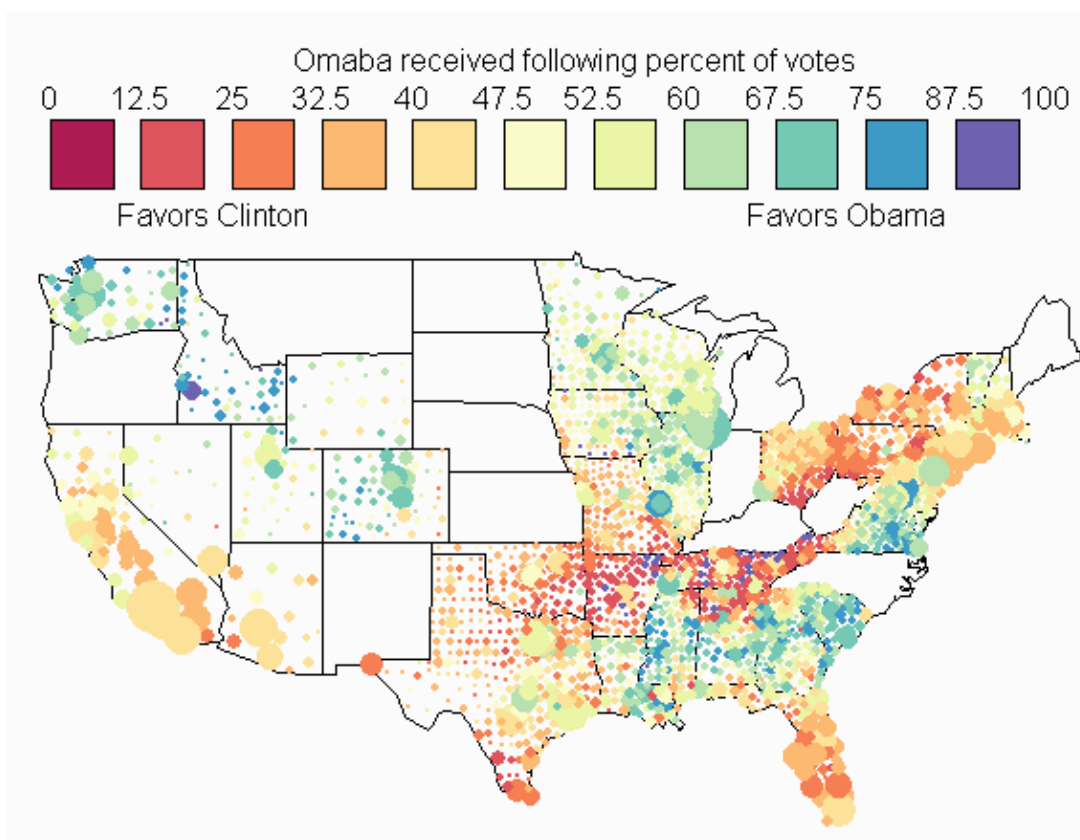 Omaba received following percent of votes
0 12.5 25 32.5 40 47.5 52.5 60 67.5 75 87.5 100
Favors Clinton Favors Obama